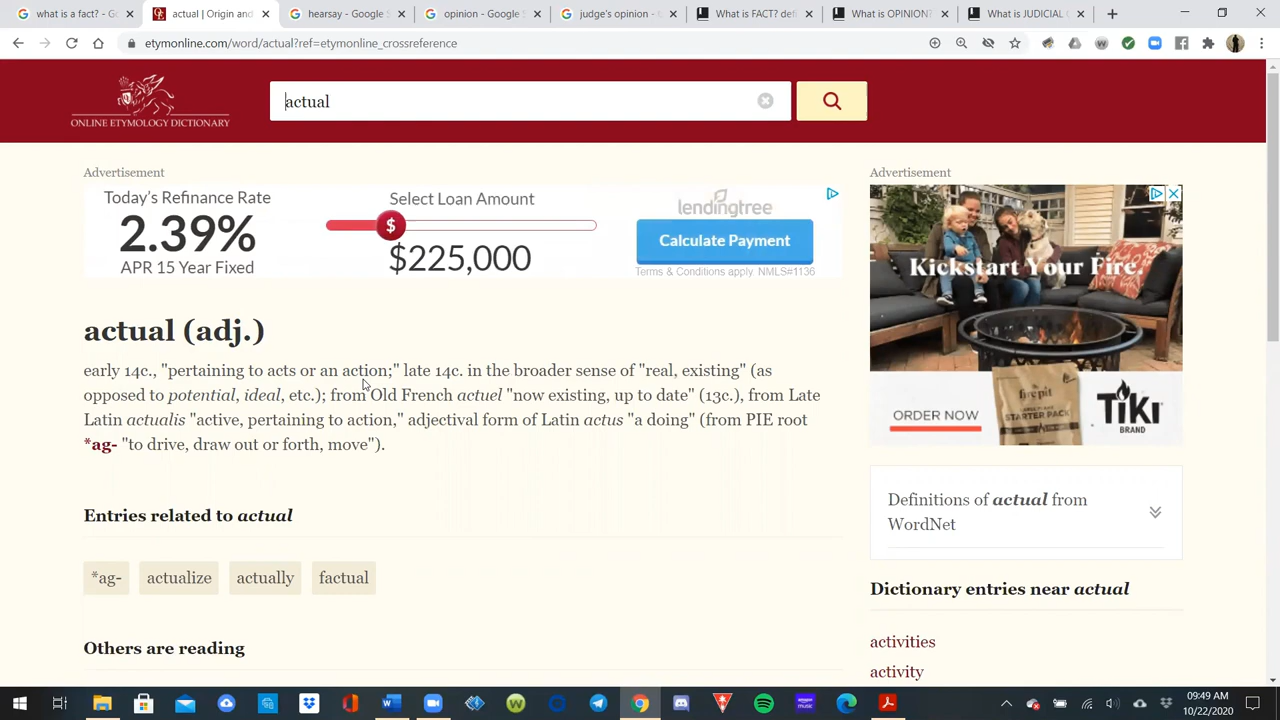 what is a fact? - G
actual | Origin and
hearsay - Google S
opinion - Google S
judge's opinion - L
What is FACT? defi
What is OPINION?
What is JUDICIAL
etymonline.com/word/actual?ref=etymonline_crossreference
ONLINE ETYMOLOGY DICTIONARY
actual
Advertisement
Today's Refinance Rate
2.39%
APR 15 Year Fixed
Select Loan Amount
$
$225,000
lendingtree
Calculate Payment
Terms & Conditions apply. NMLS#1136
Advertisement
Kickstart Your Fire.
ORDER NOW
fire pit
STARTER PACK
TIKI
BRAND
actual (adj.)
early 14c., "pertaining to acts or an action;" late 14c. in the broader sense of "real, existing" (as
opposed to potential, ideal, etc.); from Old French actuel "now existing, up to date" (13c.), from Late
Latin actualis "active, pertaining to action," adjectival form of Latin actus "a doing" (from PIE root
*ag- "to drive, draw out or forth, move").
Entries related to actual
*ag-
actualize
actually
factual
Others are reading
Definitions of actual from
WordNet
Dictionary entries near actual
activities
activity
09:49 AM
10/22/2020